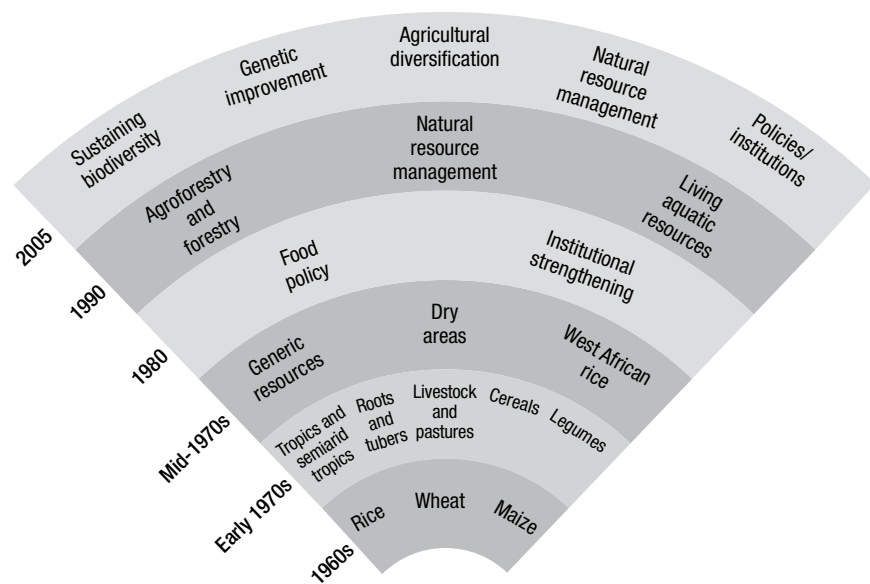 Sustaining
biodiversity
Genetic
improvement
Agricultural
diversification
Natural
resource
management
Policies/
institutions
2005
Agroforestry
and
forestry
Natural
resource
management
Living
aquatic
resources
1990
Food
policy
Institutional
strengthening
1980
Generic
resources
Dry
areas
West African
rice
Mid-1970s
Tropics and
semiarid
tropics
Roots
and
tubers
Livestock
and
pastures
Cereals
Legumes
Early 1970s
Rice
Wheat
Maize
1960s